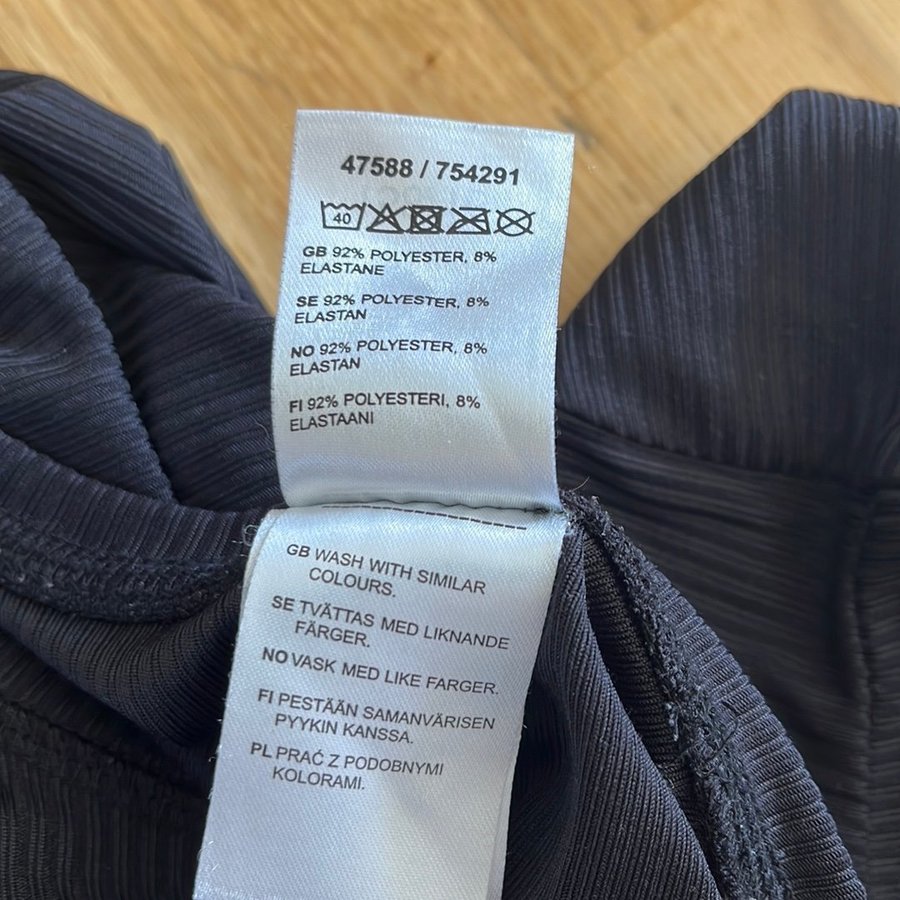 47588 / 754291
40
GB 92% POLYESTER, 8%
ELASTANE
SE 92% POLYESTER, 8%
ELASTAN
NO 92% POLYESTER, 8%
ELASTAN
FI 92% POLYESTERI, 8%
ELASTAANI
GB WASH WITH SIMILAR
COLOURS.
SE TVÄTTAS MED LIKNANDE
FÄRGER.
NO VASK MED LIKE FARGER.
FI PESTÄÄN SAMANVÄRISEN
PYYKIN KANSSA.
PL PRAĆ Z PODOBNYMI
KOLORAMI.